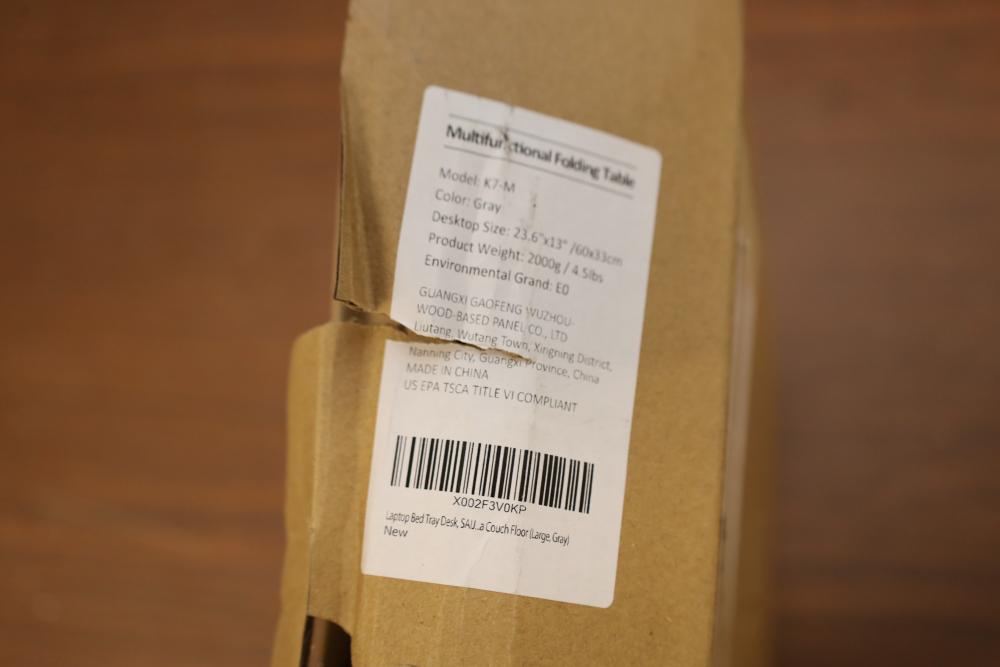 Multifunctional Folding Table
Model: K7-M
Color: Gray
Desktop Size: 23.6"x13" /60x33cm
Product Weight: 2000g / 4.5lbs
Environmental Grand: E0
GUANGXI GAOFENG WUZHOU
WOOD-BASED PANEL CO., LTD
Liutang, Wutang Town, Xingning District,
Nanning City, Guangxi Province, China
MADE IN CHINA
US EPA TSCA TITLE VI COMPLIANT
X002F3V0KP
Laptop Bed Tray Desk, SAIJ...a Couch Floor (Large, Gray)
New